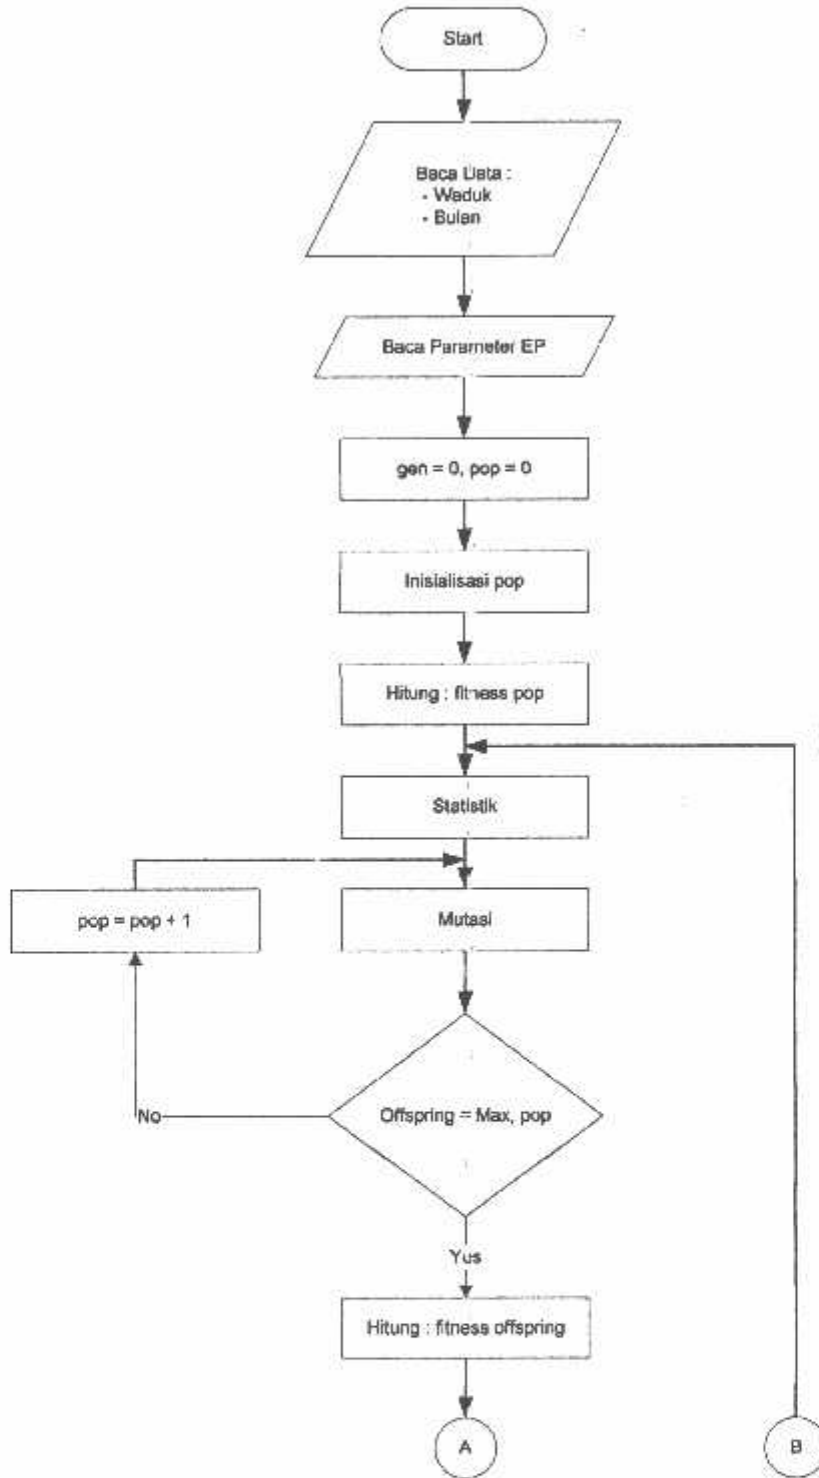 Start
Baca Data :
- Waduk
- Bulan
Baca Parameter EP
gen = 0, pop = 0
Inisialisasi pop
Hitung : fitness pop
Statistik
pop = pop + 1
Mutasi
No
Offspring = Max, pop
Yes
Hitung : fitness offspring
A
B